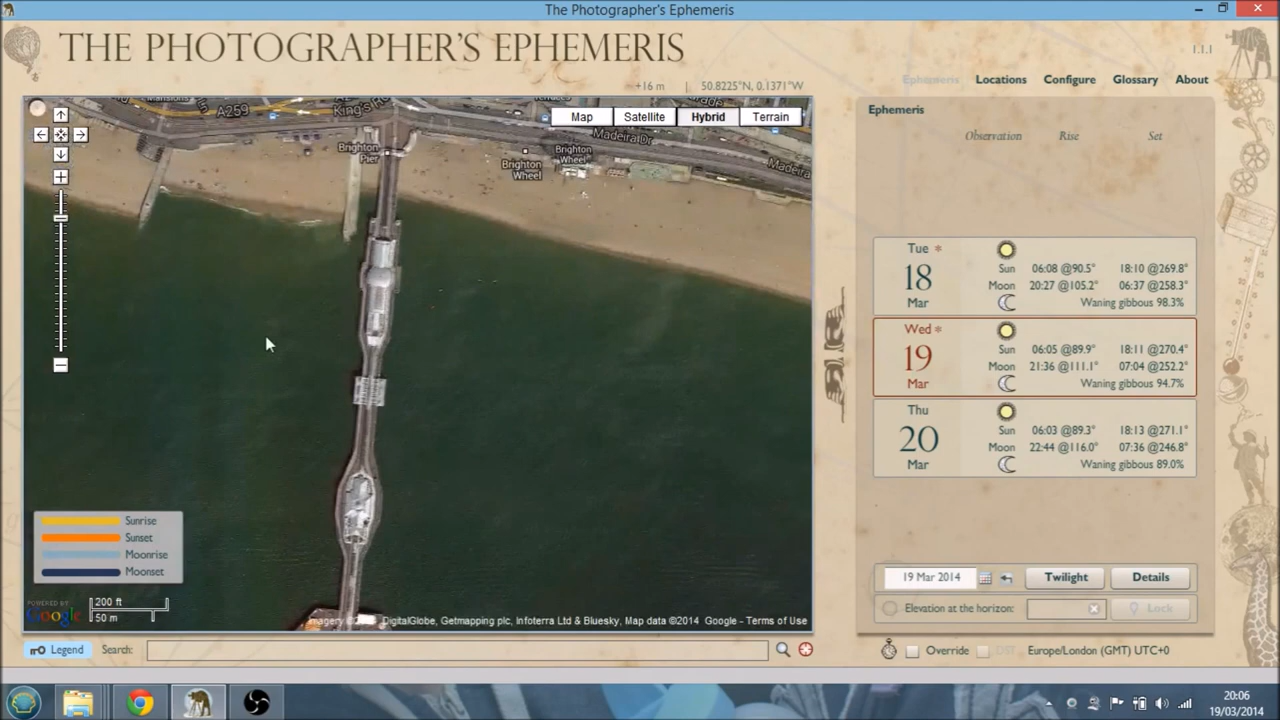 The Photographer's Ephemeris
THE PHOTOGRAPHER'S EPHEMERIS
1.1.1
+16 m | 50.8225°N, 0.1371°W
Ephemeris Locations Configure Glossary About
Map Satellite Hybrid Terrain
A259
King's
Madeira Dr
Madeira
Brighton
Pier
Brighton
Wheel
Brighton
Wheel
Ephemeris
Observation Rise Set
Tue *
18
Mar
Sun 06:08 @90.5° 18:10 @269.8°
Moon 20:27 @105.2° 06:37 @258.3°
Waning gibbous 98.3%
Wed *
19
Mar
Sun 06:05 @89.9° 18:11 @270.4°
Moon 21:36 @111.1° 07:04 @252.2°
Waning gibbous 94.7%
Thu
20
Mar
Sun 06:03 @89.3° 18:13 @271.1°
Moon 22:44 @116.0° 07:36 @246.8°
Waning gibbous 89.0%
Sunrise
Sunset
Moonrise
Moonset
POWERED BY
Google
200 ft
50 m
DigitalGlobe, Getmapping plc, Infoterra Ltd & Bluesky, Map data ©2014 Google - Terms of Use
19 Mar 2014 Twilight Details
Elevation at the horizon: Lock
Legend Search:
Override DST Europe/London (GMT) UTC+0
20:06
19/03/2014